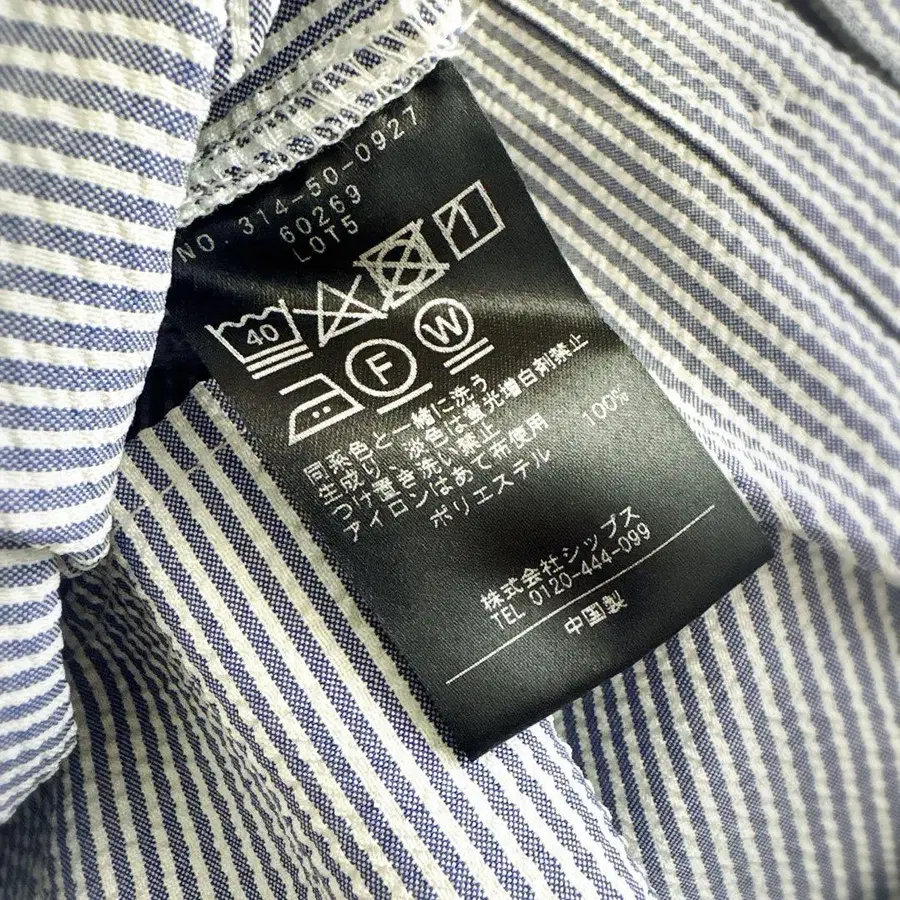 NO. 314-50-0927
60269
LOT5
40
F W
同系色と一緒に洗う
生成り、淡色は蛍光増白剤禁止
つけ置き洗い禁止
アイロンはあて布使用
ポリエステル 100%
株式会社シップス
TEL 0120-444-099
中国製